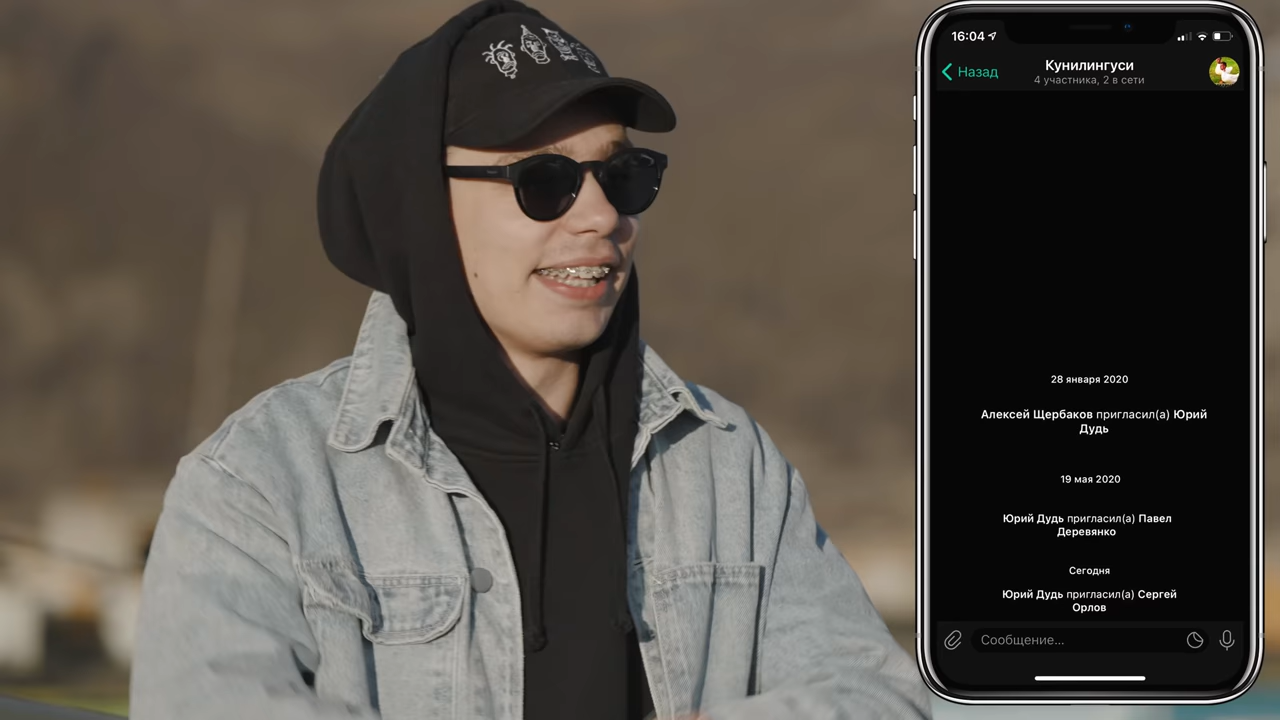 16:04
Назад
Кунилингуси
4 участника, 2 в сети
28 января 2020
Алексей Щербаков пригласил(а) Юрий
Дудь
19 мая 2020
Юрий Дудь пригласил(а) Павел
Деревянко
Сегодня
Юрий Дудь пригласил(а) Сергей
Орлов
Сообщение...